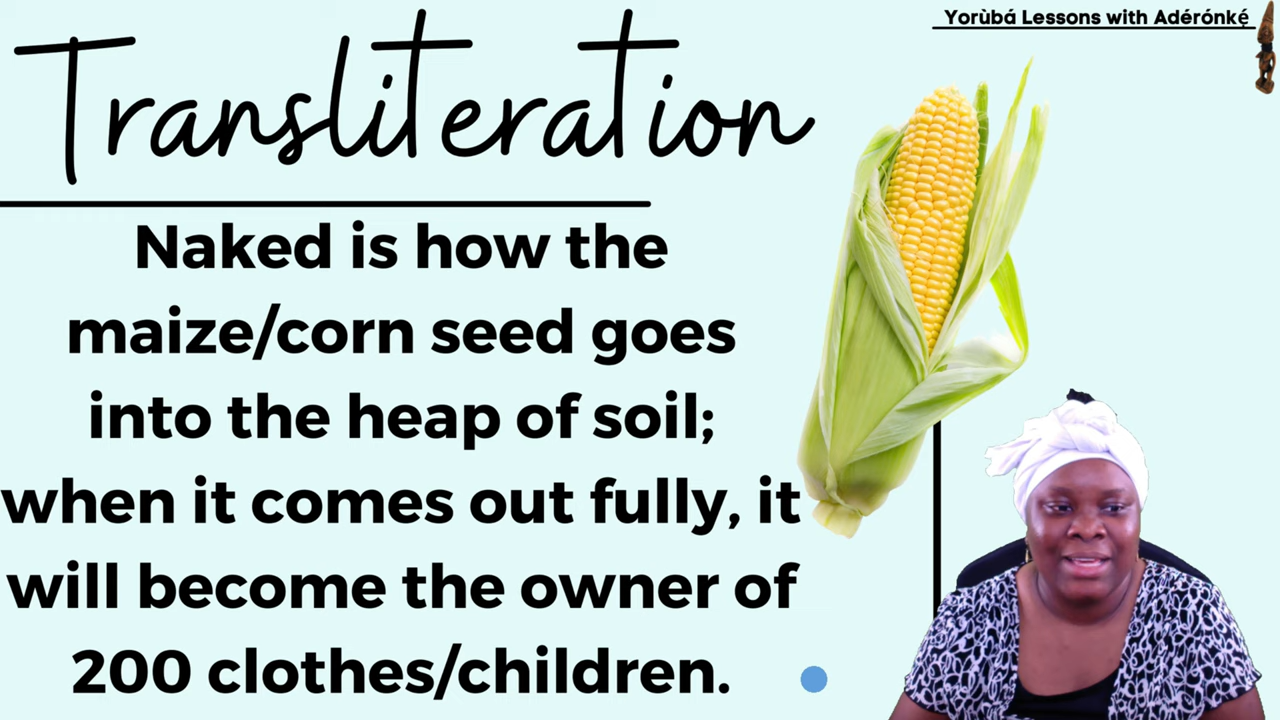 Yorùbá Lessons with Adérónkẹ́
Transliteration
Naked is how the
maize/corn seed goes
into the heap of soil;
when it comes out fully, it
will become the owner of
200 clothes/children.